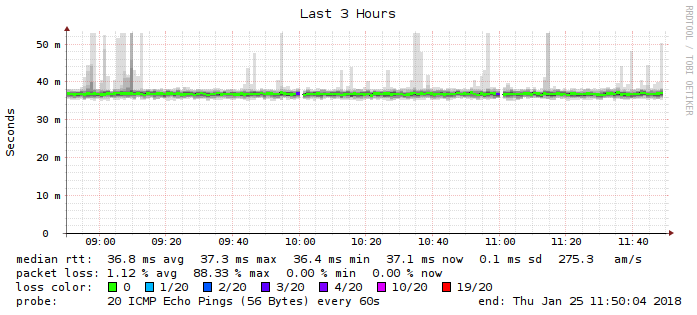 Last 3 Hours
RRDTOOL / TOBI OETIKER
Seconds
50 m
40 m
30 m
20 m
10 m
0
09:00 09:20 09:40 10:00 10:20 10:40 11:00 11:20 11:40
median rtt: 36.8 ms avg 37.3 ms max 36.4 ms min 37.1 ms now 0.1 ms sd 275.3 am/s
packet loss: 1.12 % avg 88.33 % max 0.00 % min 0.00 % now
loss color: 0 1/20 2/20 3/20 4/20 10/20 19/20
probe: 20 ICMP Echo Pings (56 Bytes) every 60s end: Thu Jan 25 11:50:04 2018